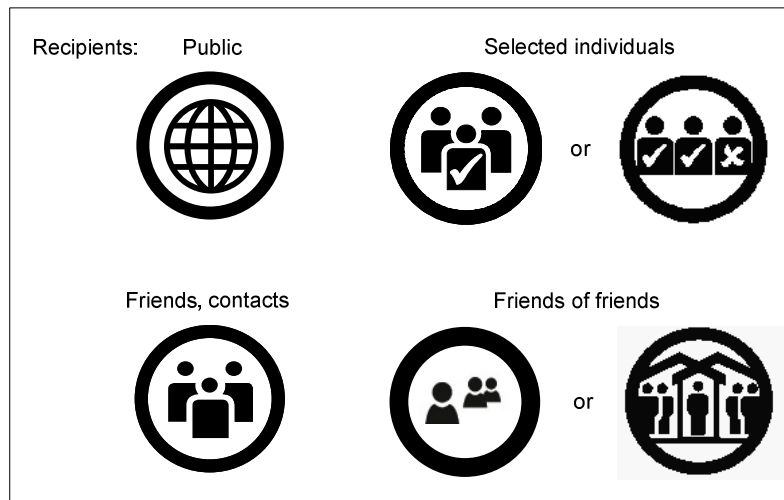 Recipients: Public Selected individuals
or
Friends, contacts Friends of friends
or